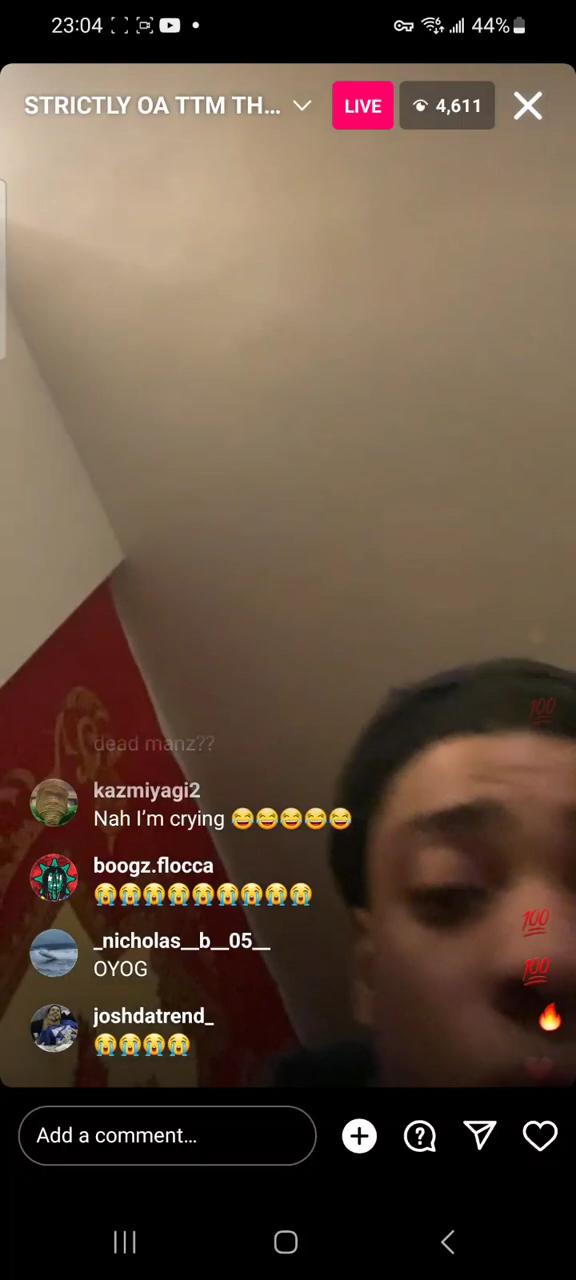 23:04
44%
STRICTLY OA TTM TH...
LIVE
4,611
dead manz??
kazmiyagi2
Nah I'm crying 😂😂😂😂😂
boogz.flocca
😭😭😭😭😭😭😭😭😭
_nicholas__b__05__
OYOG
joshdatrend_
😭😭😭😭
Add a comment...